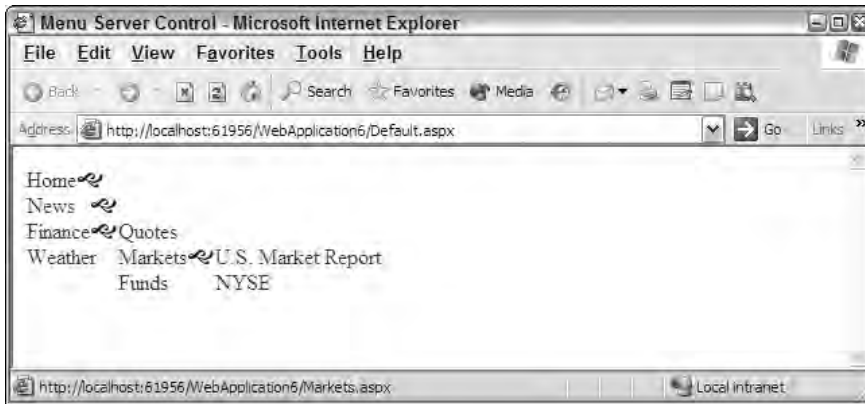 Menu Server Control - Microsoft Internet Explorer
File Edit View Favorites Tools Help
Back Search Favorites Media
Address http://localhost:61956/WebApplication6/Default.aspx Go Links »
Home
News
Finance Quotes
Weather Markets U.S. Market Report
Funds NYSE
http://localhost:61956/WebApplication6/Markets.aspx Local intranet